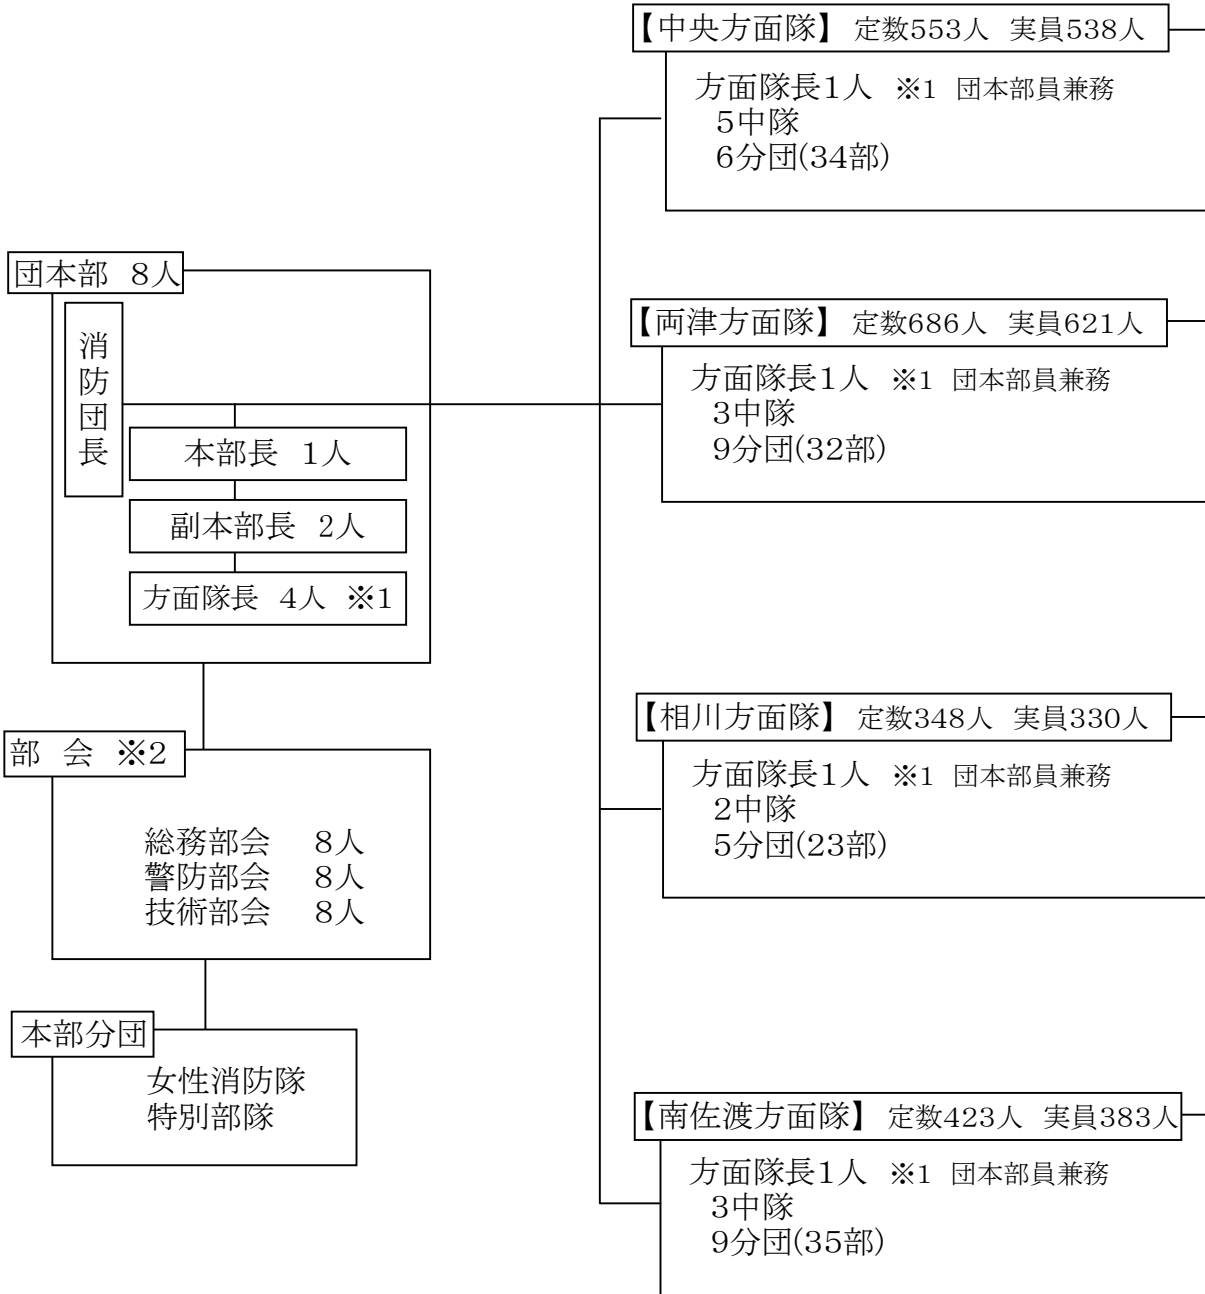 団本部 8人
消防団長
本部長 1人
副本部長 2人
方面隊長 4人 ※1
部 会 ※2
総務部会 8人
警防部会 8人
技術部会 8人
本部分団
女性消防隊
特別部隊
【中央方面隊】 定数553人 実員538人
方面隊長1人 ※1 団本部員兼務
5中隊
6分団(34部)
【両津方面隊】 定数686人 実員621人
方面隊長1人 ※1 団本部員兼務
3中隊
9分団(32部)
【相川方面隊】 定数348人 実員330人
方面隊長1人 ※1 団本部員兼務
2中隊
5分団(23部)
【南佐渡方面隊】 定数423人 実員383人
方面隊長1人 ※1 団本部員兼務
3中隊
9分団(35部)